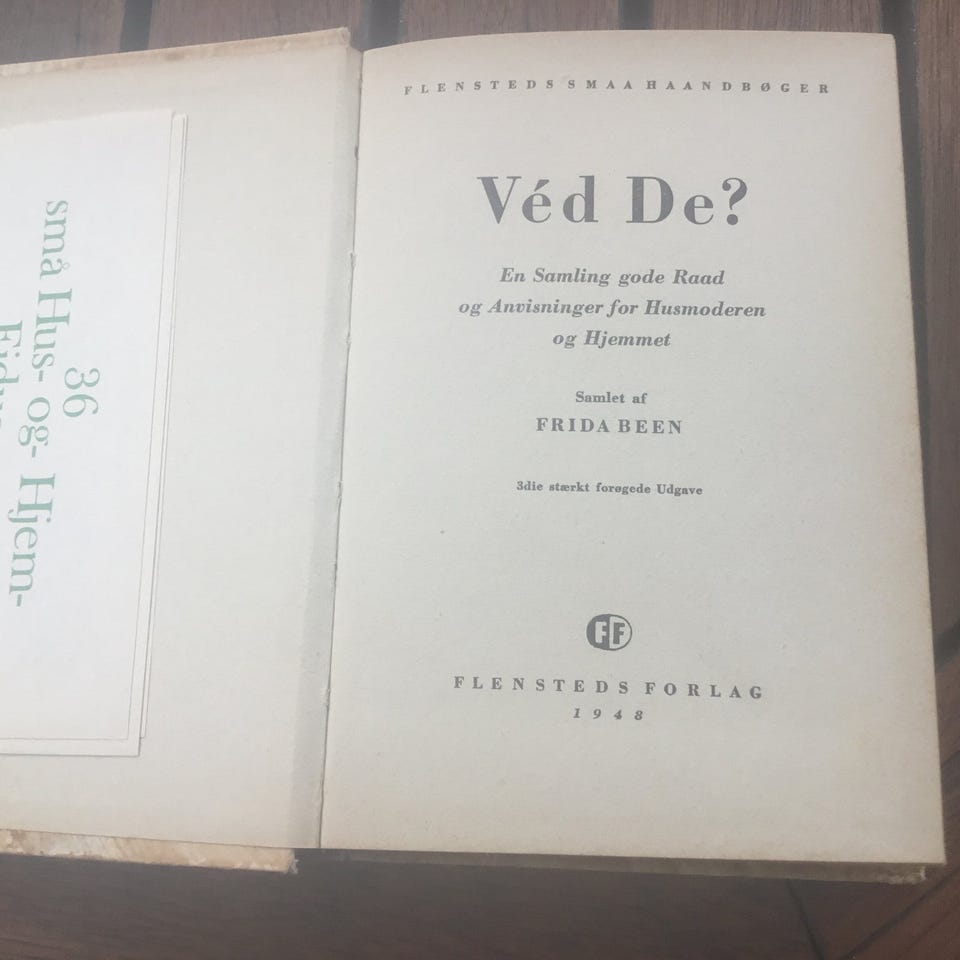 36
små Hus- og- Hjem-
FLENSTEDS SMAA HAANDBØGER
Véd De?
En Samling gode Raad
og Anvisninger for Husmoderen
og Hjemmet
Samlet af
FRIDA BEEN
3die stærkt forøgede Udgave
FF
FLENSTEDS FORLAG
1948